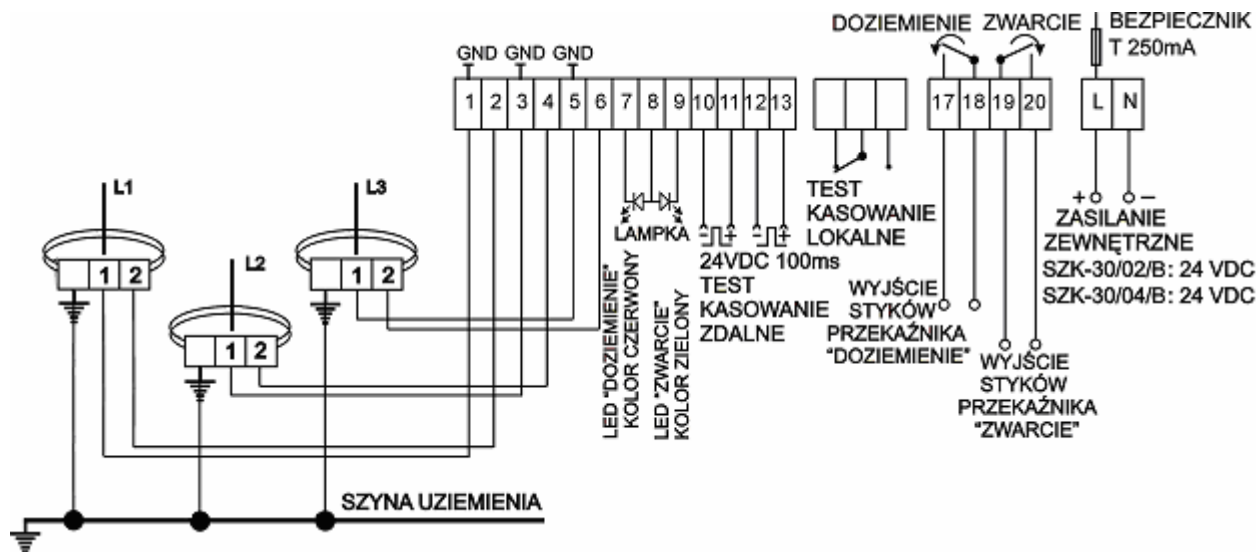 DOZIEMIENIE ZWARCIE
BEZPIECZNIK
T 250mA
GND GND GND
1 2 3 4 5 6 7 8 9 10 11 12 13
17 18 19 20
L N
L1
L2
L3
1 2
1 2
1 2
LAMPKA
LED "DOZIEMIENIE"
KOLOR CZERWONY
LED "ZWARCIE"
KOLOR ZIELONY
24VDC 100ms
TEST
KASOWANIE
ZDALNE
TEST
KASOWANIE
LOKALNE
WYJŚCIE
STYKÓW
PRZEKAŹNIKA
"DOZIEMIENIE"
WYJŚCIE
STYKÓW
PRZEKAŹNIKA
"ZWARCIE"
+ –
ZASILANIE
ZEWNĘTRZNE
SZK-30/02/B: 24 VDC
SZK-30/04/B: 24 VDC
SZYNA UZIEMIENIA